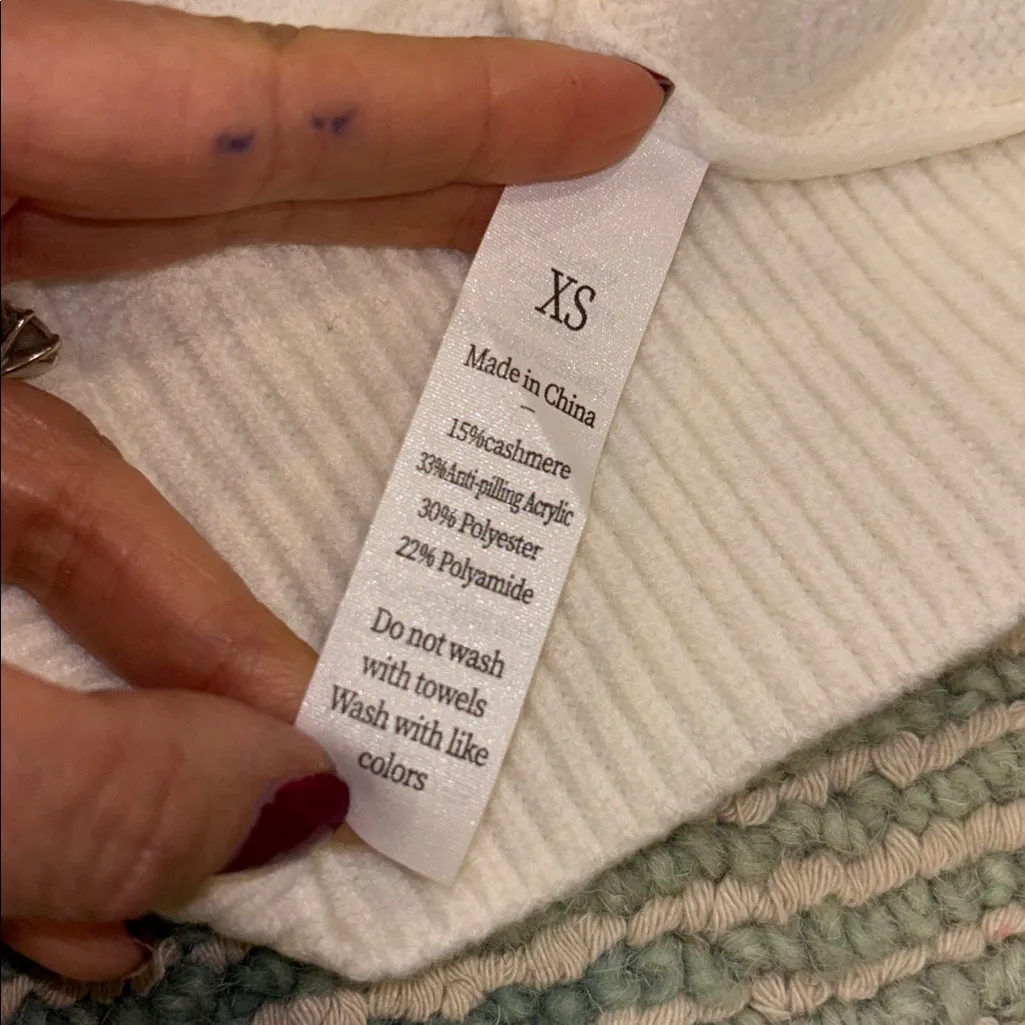 XS
Made in China
–
15%cashmere
33%Anti-pilling Acrylic
30% Polyester
22% Polyamide
Do not wash
with towels
Wash with like
colors